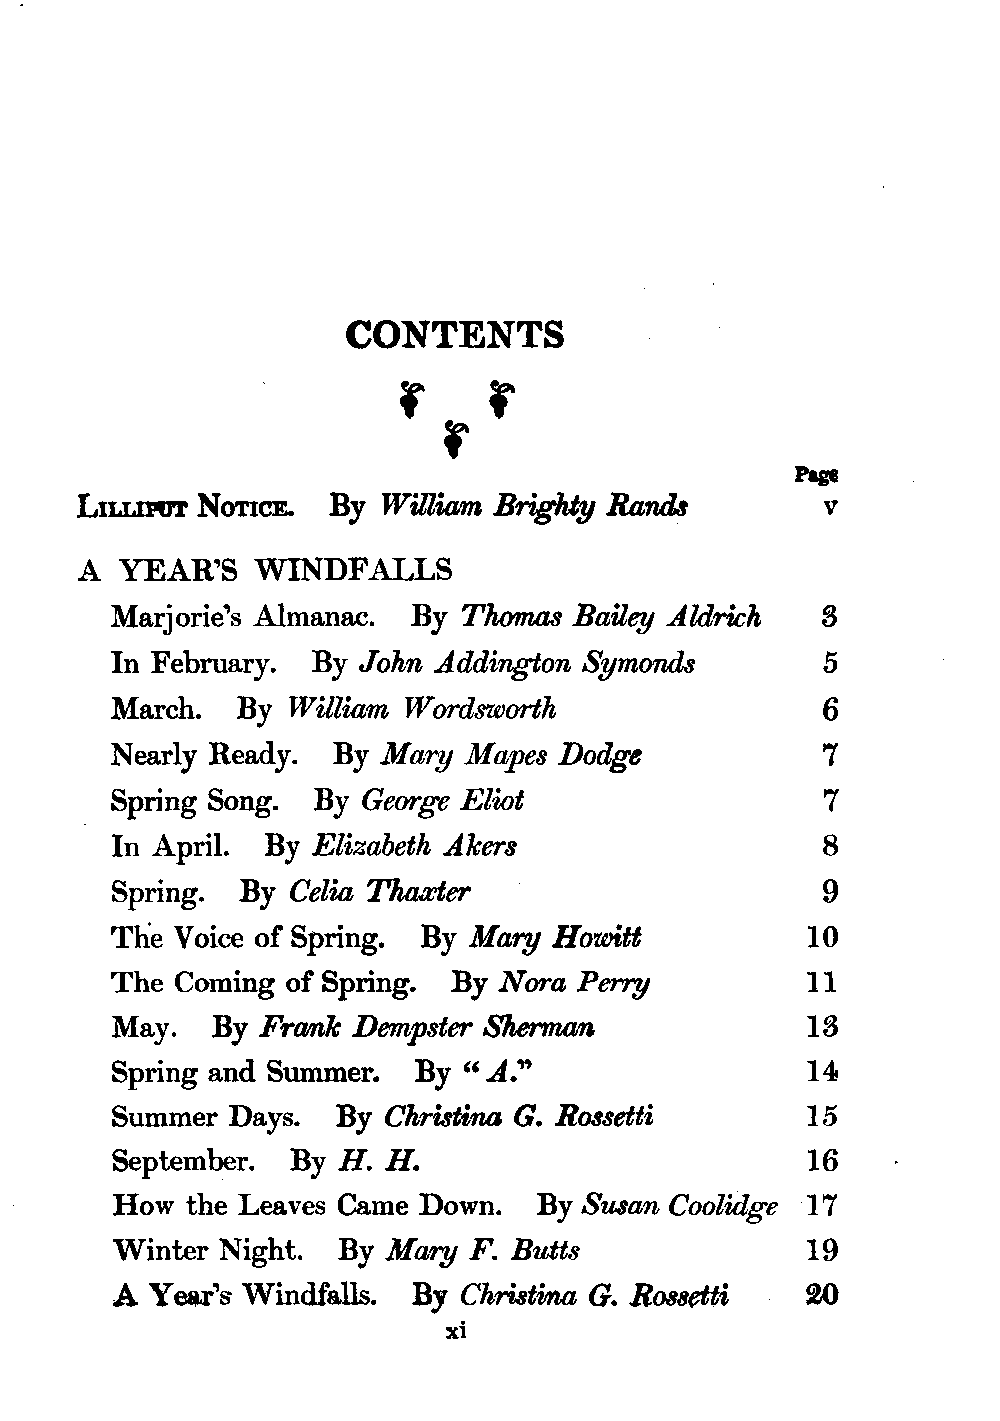 CONTENTS
Page
LILLIPUT NOTICE. By William Brighty Rands v
A YEAR'S WINDFALLS
Marjorie's Almanac. By Thomas Bailey Aldrich 3
In February. By John Addington Symonds 5
March. By William Wordsworth 6
Nearly Ready. By Mary Mapes Dodge 7
Spring Song. By George Eliot 7
In April. By Elizabeth Akers 8
Spring. By Celia Thaxter 9
The Voice of Spring. By Mary Howitt 10
The Coming of Spring. By Nora Perry 11
May. By Frank Dempster Sherman 13
Spring and Summer. By "A." 14
Summer Days. By Christina G. Rossetti 15
September. By H. H. 16
How the Leaves Came Down. By Susan Coolidge 17
Winter Night. By Mary F. Butts 19
A Year's Windfalls. By Christina G. Rossetti 20
xi